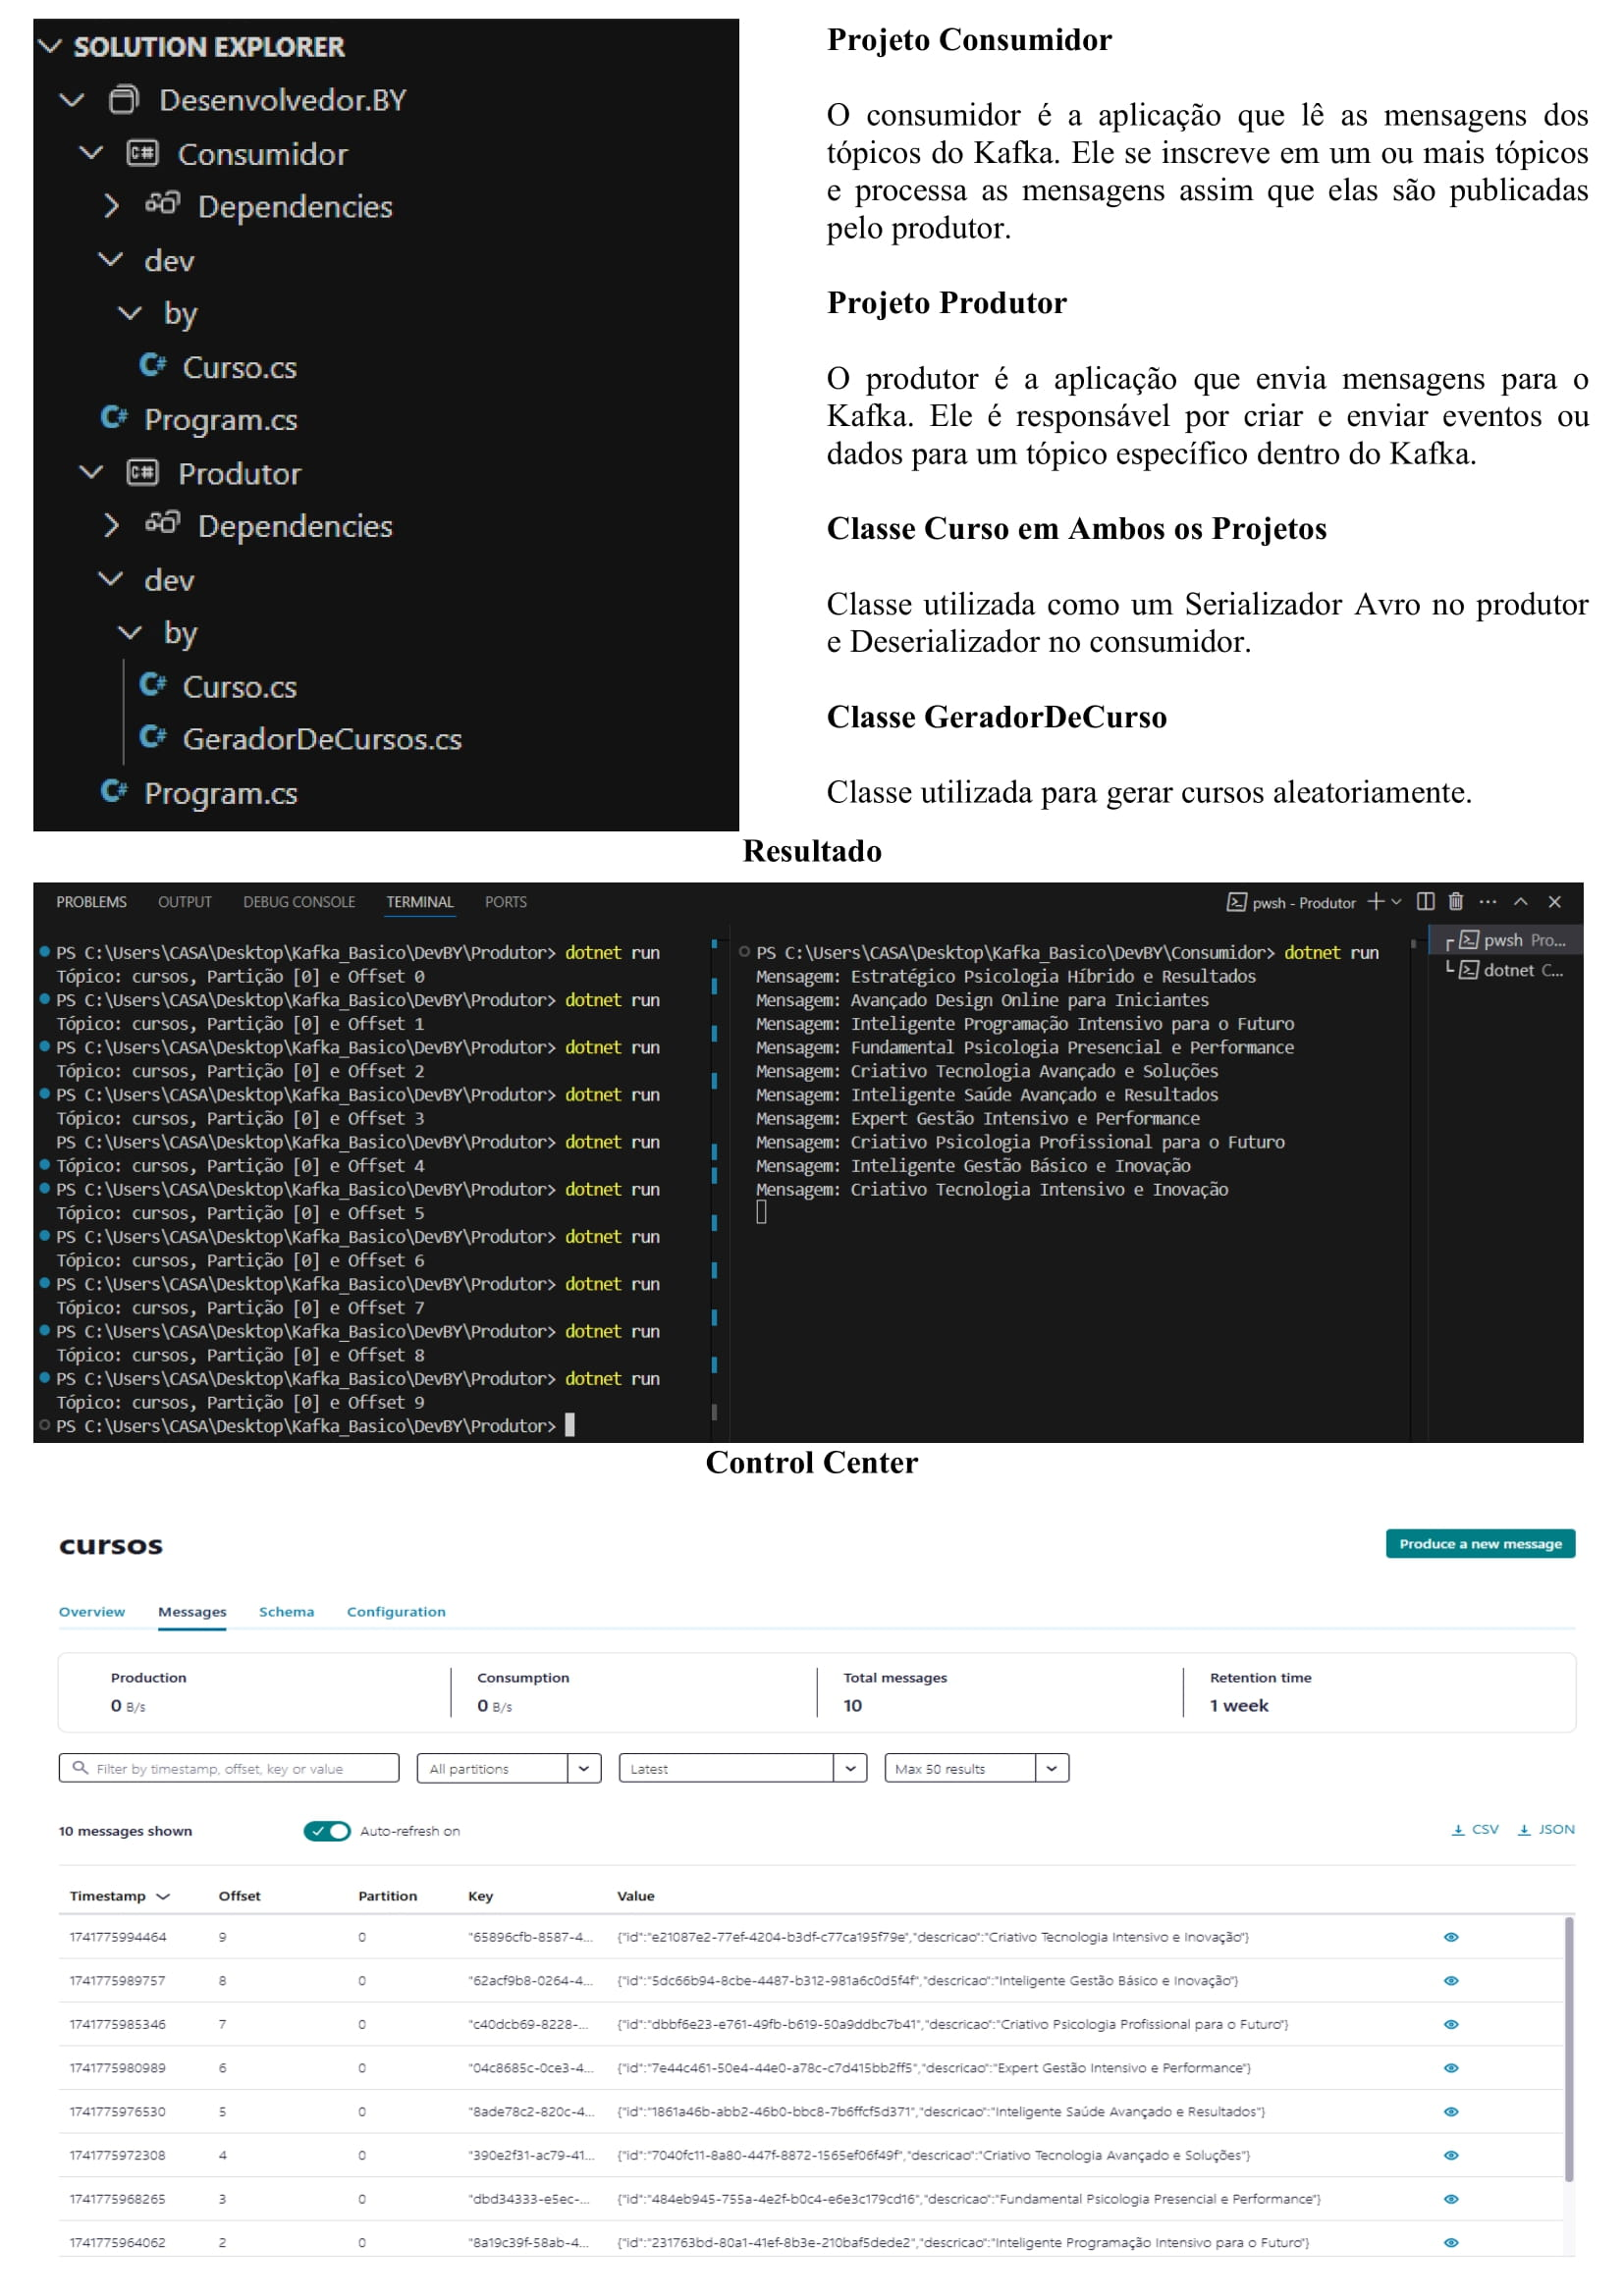 SOLUTION EXPLORER
Desenvolvedor.BY
Consumidor
Dependencies
dev
by
Curso.cs
Program.cs
Produtor
Dependencies
dev
by
Curso.cs
GeradorDeCursos.cs
Program.cs
Projeto Consumidor
O consumidor é a aplicação que lê as mensagens dos
tópicos do Kafka. Ele se inscreve em um ou mais tópicos
e processa as mensagens assim que elas são publicadas
pelo produtor.
Projeto Produtor
O produtor é a aplicação que envia mensagens para o
Kafka. Ele é responsável por criar e enviar eventos ou
dados para um tópico específico dentro do Kafka.
Classe Curso em Ambos os Projetos
Classe utilizada como um Serializador Avro no produtor
e Deserializador no consumidor.
Classe GeradorDeCurso
Classe utilizada para gerar cursos aleatoriamente.
Resultado
PROBLEMS OUTPUT DEBUG CONSOLE TERMINAL PORTS pwsh - Produtor
PS C:\Users\CASA\Desktop\Kafka_Basico\DevBY\Produtor> dotnet run
Tópico: cursos, Partição [0] e Offset 0
PS C:\Users\CASA\Desktop\Kafka_Basico\DevBY\Produtor> dotnet run
Tópico: cursos, Partição [0] e Offset 1
PS C:\Users\CASA\Desktop\Kafka_Basico\DevBY\Produtor> dotnet run
Tópico: cursos, Partição [0] e Offset 2
PS C:\Users\CASA\Desktop\Kafka_Basico\DevBY\Produtor> dotnet run
Tópico: cursos, Partição [0] e Offset 3
PS C:\Users\CASA\Desktop\Kafka_Basico\DevBY\Produtor> dotnet run
Tópico: cursos, Partição [0] e Offset 4
PS C:\Users\CASA\Desktop\Kafka_Basico\DevBY\Produtor> dotnet run
Tópico: cursos, Partição [0] e Offset 5
PS C:\Users\CASA\Desktop\Kafka_Basico\DevBY\Produtor> dotnet run
Tópico: cursos, Partição [0] e Offset 6
PS C:\Users\CASA\Desktop\Kafka_Basico\DevBY\Produtor> dotnet run
Tópico: cursos, Partição [0] e Offset 7
PS C:\Users\CASA\Desktop\Kafka_Basico\DevBY\Produtor> dotnet run
Tópico: cursos, Partição [0] e Offset 8
PS C:\Users\CASA\Desktop\Kafka_Basico\DevBY\Produtor> dotnet run
Tópico: cursos, Partição [0] e Offset 9
PS C:\Users\CASA\Desktop\Kafka_Basico\DevBY\Produtor>
PS C:\Users\CASA\Desktop\Kafka_Basico\DevBY\Consumidor> dotnet run
Mensagem: Estratégico Psicologia Híbrido e Resultados
Mensagem: Avançado Design Online para Iniciantes
Mensagem: Inteligente Programação Intensivo para o Futuro
Mensagem: Fundamental Psicologia Presencial e Performance
Mensagem: Criativo Tecnologia Avançado e Soluções
Mensagem: Inteligente Saúde Avançado e Resultados
Mensagem: Expert Gestão Intensivo e Performance
Mensagem: Criativo Psicologia Profissional para o Futuro
Mensagem: Inteligente Gestão Básico e Inovação
Mensagem: Criativo Tecnologia Intensivo e Inovação
pwsh Pro...
dotnet C...
Control Center
cursos Produce a new message
Overview Messages Schema Configuration
Production Consumption Total messages Retention time
0 B/s 0 B/s 10 1 week
Filter by timestamp, offset, key or value All partitions Latest Max 50 results
10 messages shown Auto-refresh on CSV JSON
Timestamp Offset Partition Key Value
1741775994464 9 0 "65896cfb-8587-4... {"id":"e21087e2-77ef-4204-b3df-c77ca195f79e","descricao":"Criativo Tecnologia Intensivo e Inovação"}
1741775989757 8 0 "62acf9b8-0264-4... {"id":"5dc66b94-8cbe-4487-b312-981a6c0d5f4f","descricao":"Inteligente Gestão Básico e Inovação"}
1741775985346 7 0 "c40dcb69-8228-... {"id":"dbbf6e23-e761-49fb-b619-50a9ddbc7b41","descricao":"Criativo Psicologia Profissional para o Futuro"}
1741775980989 6 0 "04c8685c-0ce3-4... {"id":"7e44c461-50e4-44e0-a78c-c7d415bb2ff5","descricao":"Expert Gestão Intensivo e Performance"}
1741775976530 5 0 "8ade78c2-820c-4... {"id":"1861a46b-abb2-46b0-bbc8-7b6ffcf5d371","descricao":"Inteligente Saúde Avançado e Resultados"}
1741775972308 4 0 "390e2f31-ac79-41... {"id":"7040fc11-8a80-447f-8872-1565ef06f49f","descricao":"Criativo Tecnologia Avançado e Soluções"}
1741775968265 3 0 "dbd34333-e5ec-... {"id":"484eb945-755a-4e2f-b0c4-e6e3c179cd16","descricao":"Fundamental Psicologia Presencial e Performance"}
1741775964062 2 0 "8a19c39f-58ab-4... {"id":"231763bd-80a1-41ef-8b3e-210baf5dede2","descricao":"Inteligente Programação Intensivo para o Futuro"}